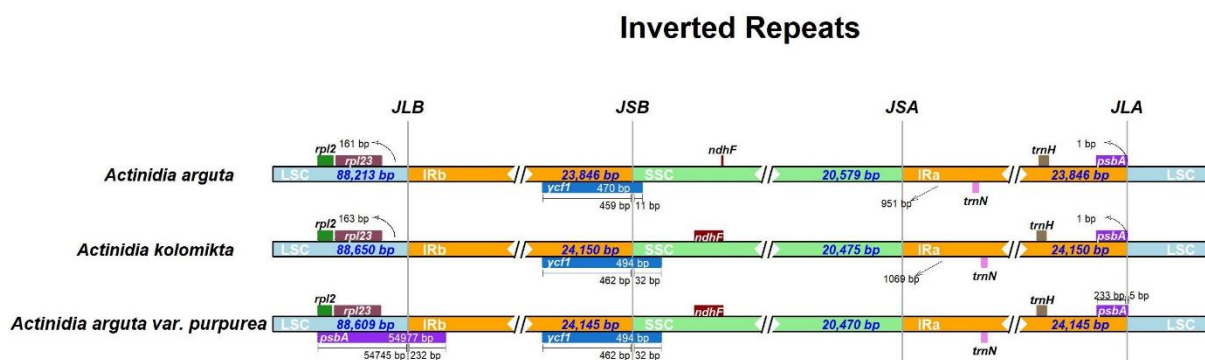 Inverted Repeats
JLB JSB JSA JLA
rpl2 161 bp rpl23 ndhF trnH 1 bp psbA
Actinidia arguta LSC 88,213 bp IRb 23,846 bp SSC 20,579 bp IRa 23,846 bp LSC
ycf1 470 bp 951 bp trnN
459 bp 11 bp
rpl2 163 bp rpl23 ndhF trnH 1 bp psbA
Actinidia kolomikta LSC 88,650 bp IRb 24,150 bp SSC 20,475 bp IRa 24,150 bp LSC
ycf1 494 bp 1069 bp trnN
462 bp 32 bp
rpl2 rpl23 ndhF trnH 233 bp 5 bp psbA
Actinidia arguta var. purpurea LSC 88,609 bp IRb 24,145 bp SSC 20,470 bp IRa 24,145 bp LSC
psbA 54977 bp ycf1 494 bp trnN
54745 bp 232 bp 462 bp 32 bp